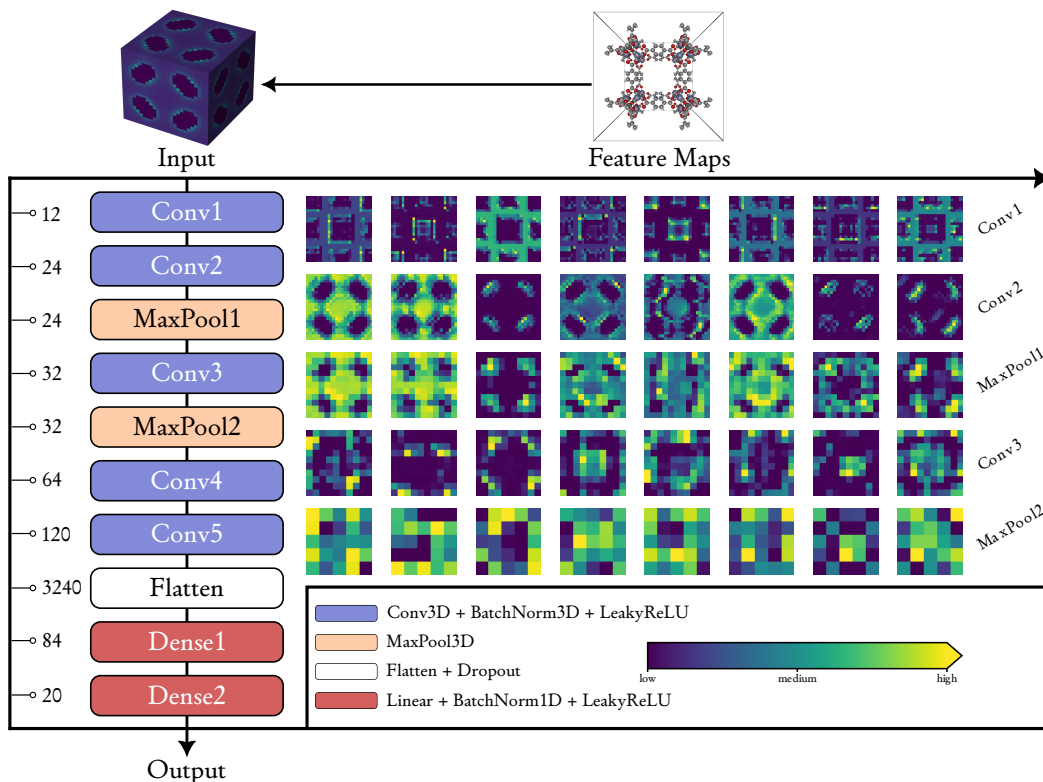 Input
Feature Maps
12
Conv1
24
Conv2
24
MaxPool1
32
Conv3
32
MaxPool2
64
Conv4
120
Conv5
3240
Flatten
84
Dense1
20
Dense2
Output
Conv1
Conv2
MaxPool1
Conv3
MaxPool2
Conv3D + BatchNorm3D + LeakyReLU
MaxPool3D
Flatten + Dropout
Linear + BatchNorm1D + LeakyReLU
low
medium
high